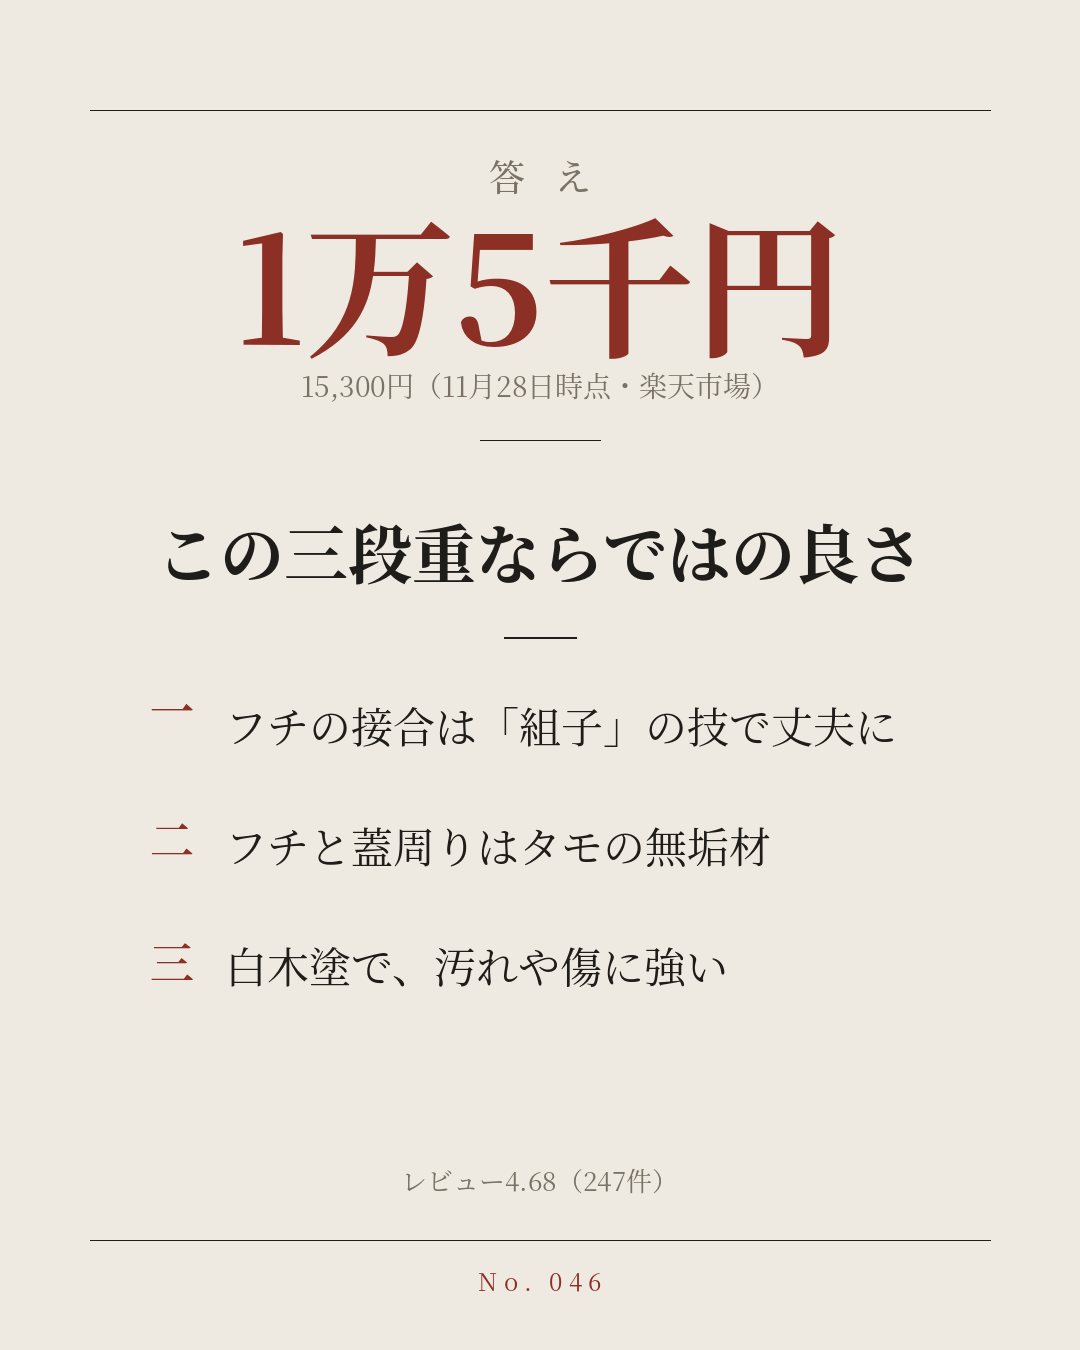 答え
1万5千円
15,300円（11月28日時点・楽天市場）
この三段重ならではの良さ
一 フチの接合は「組子」の技で丈夫に
二 フチと蓋周りはタモの無垢材
三 白木塗で、汚れや傷に強い
レビュー4.68（247件）
No. 046